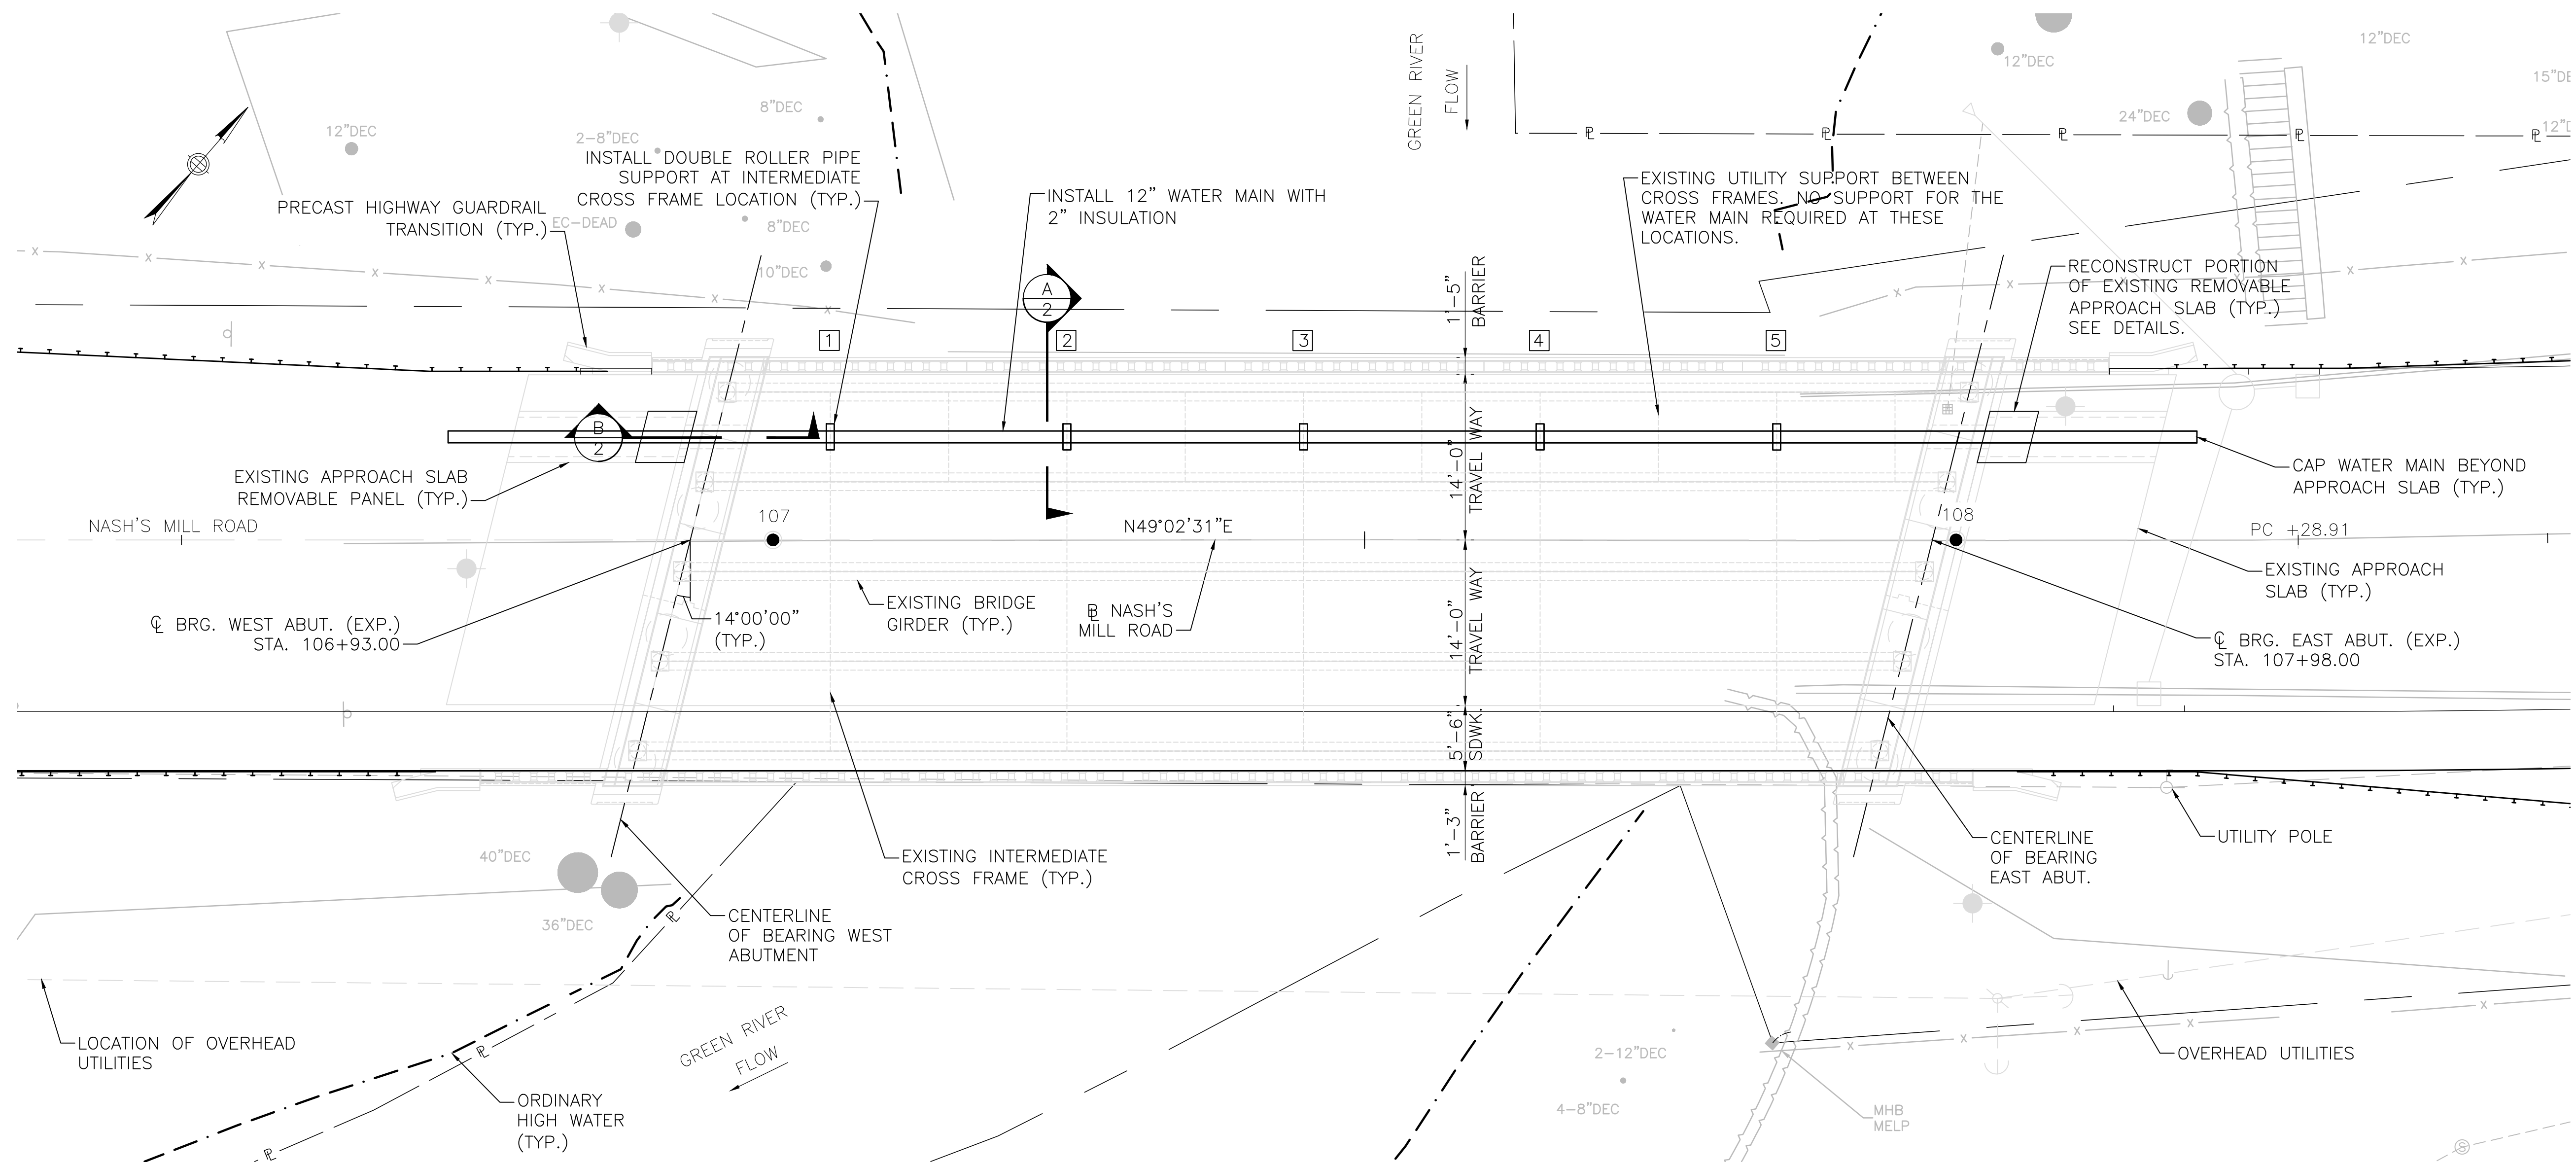 12"DEC
12"DEC
15"DE
GREEN RIVER
FLOW
8"DEC
12"DEC
2-8"DEC
24"DEC
12"D
℞
INSTALL DOUBLE ROLLER PIPE
SUPPORT AT INTERMEDIATE
CROSS FRAME LOCATION (TYP.)
INSTALL 12" WATER MAIN WITH
2" INSULATION
EXISTING UTILITY SUPPORT BETWEEN
CROSS FRAMES. NO SUPPORT FOR THE
WATER MAIN REQUIRED AT THESE
LOCATIONS.
PRECAST HIGHWAY GUARDRAIL
TRANSITION (TYP.)
EC-DEAD
8"DEC
10"DEC
A
2
1'-5"
BARRIER
RECONSTRUCT PORTION
OF EXISTING REMOVABLE
APPROACH SLAB (TYP.)
SEE DETAILS.
1
2
3
4
5
B
2
14'-0"
TRAVEL WAY
EXISTING APPROACH SLAB
REMOVABLE PANEL (TYP.)
CAP WATER MAIN BEYOND
APPROACH SLAB (TYP.)
NASH'S MILL ROAD
107
N49°02'31"E
108
PC +28.91
14'-0"
TRAVEL WAY
EXISTING APPROACH
SLAB (TYP.)
℄ BRG. WEST ABUT. (EXP.)
STA. 106+93.00
14°00'00"
(TYP.)
EXISTING BRIDGE
GIRDER (TYP.)
NASH'S
MILL ROAD
℄ BRG. EAST ABUT. (EXP.)
STA. 107+98.00
5'-6"
SDWK.
1'-3"
BARRIER
40"DEC
36"DEC
EXISTING INTERMEDIATE
CROSS FRAME (TYP.)
CENTERLINE
OF BEARING
EAST ABUT.
UTILITY POLE
CENTERLINE
OF BEARING WEST
ABUTMENT
LOCATION OF OVERHEAD
UTILITIES
GREEN RIVER
FLOW
2-12"DEC
OVERHEAD UTILITIES
ORDINARY
HIGH WATER
(TYP.)
4-8"DEC
MHB
MELP
S